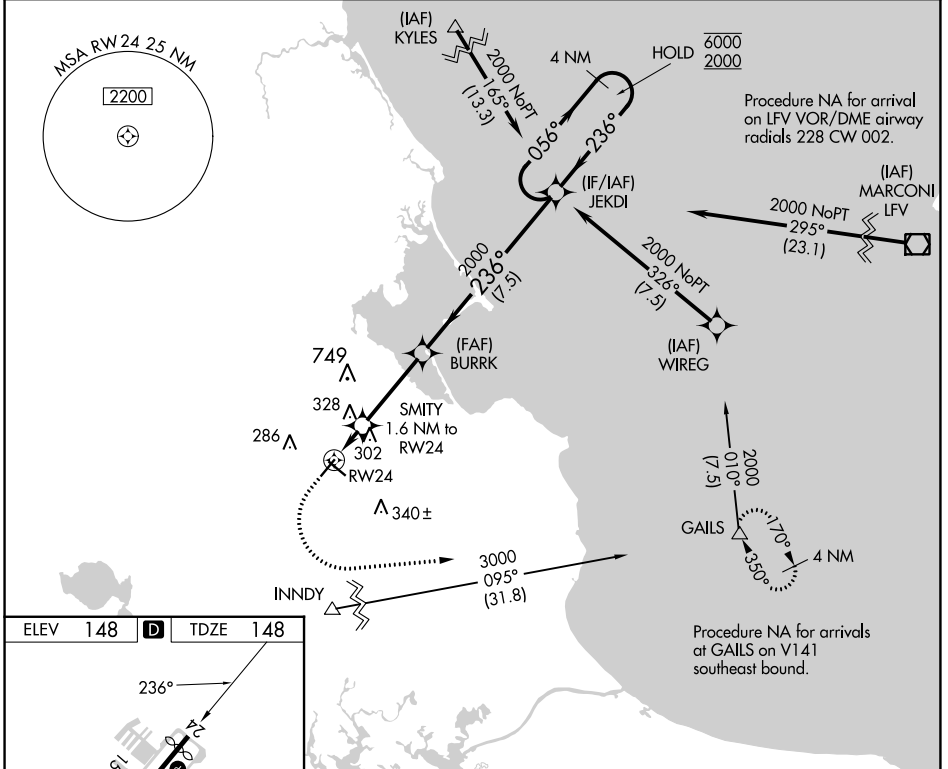 MSA RW24 25 NM
2200
(IAF)
KYLES
2000 NoPT
165°
(13.3)
4 NM
HOLD
6000
2000
056°
236°
Procedure NA for arrival
on LFV VOR/DME airway
radials 228 CW 002.
(IF/IAF)
JEKDI
(IAF)
MARCONI
LFV
2000 NoPT
295°
(23.1)
2000
236°
(7.5)
2000 NoPT
326°
(7.5)
(FAF)
BURRK
(IAF)
WIREG
749
328
SMITY
1.6 NM to
RW24
286
302
RW24
340±
2000
010°
(7.5)
GAILS
170°
350°
4 NM
3000
095°
(31.8)
INNDY
Procedure NA for arrivals
at GAILS on V141
southeast bound.
ELEV 148 D TDZE 148
236°
24